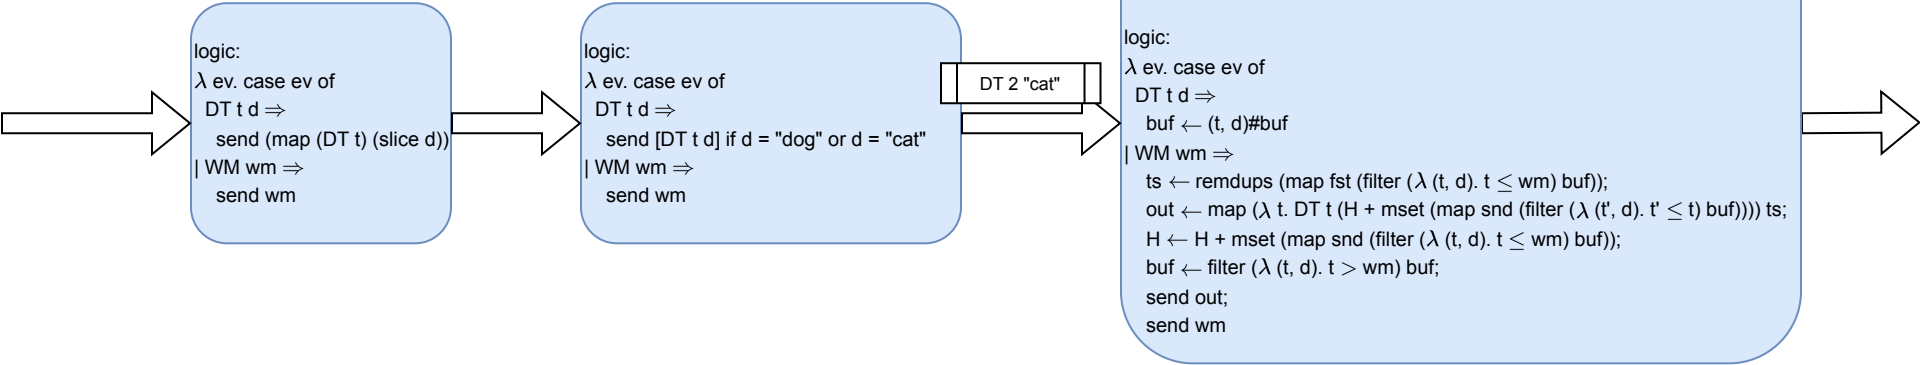 logic:
λ ev. case ev of
DT t d ⇒
send (map (DT t) (slice d))
| WM wm ⇒
send wm
logic:
λ ev. case ev of
DT t d ⇒
send [DT t d] if d = "dog" or d = "cat"
| WM wm ⇒
send wm
DT 2 "cat"
logic:
λ ev. case ev of
DT t d ⇒
buf ← (t, d)#buf
| WM wm ⇒
ts ← remdups (map fst (filter (λ (t, d). t ≤ wm) buf));
out ← map (λ t. DT t (H + mset (map snd (filter (λ (t', d). t' ≤ t) buf)))) ts;
H ← H + mset (map snd (filter (λ (t, d). t ≤ wm) buf));
buf ← filter (λ (t, d). t > wm) buf;
send out;
send wm